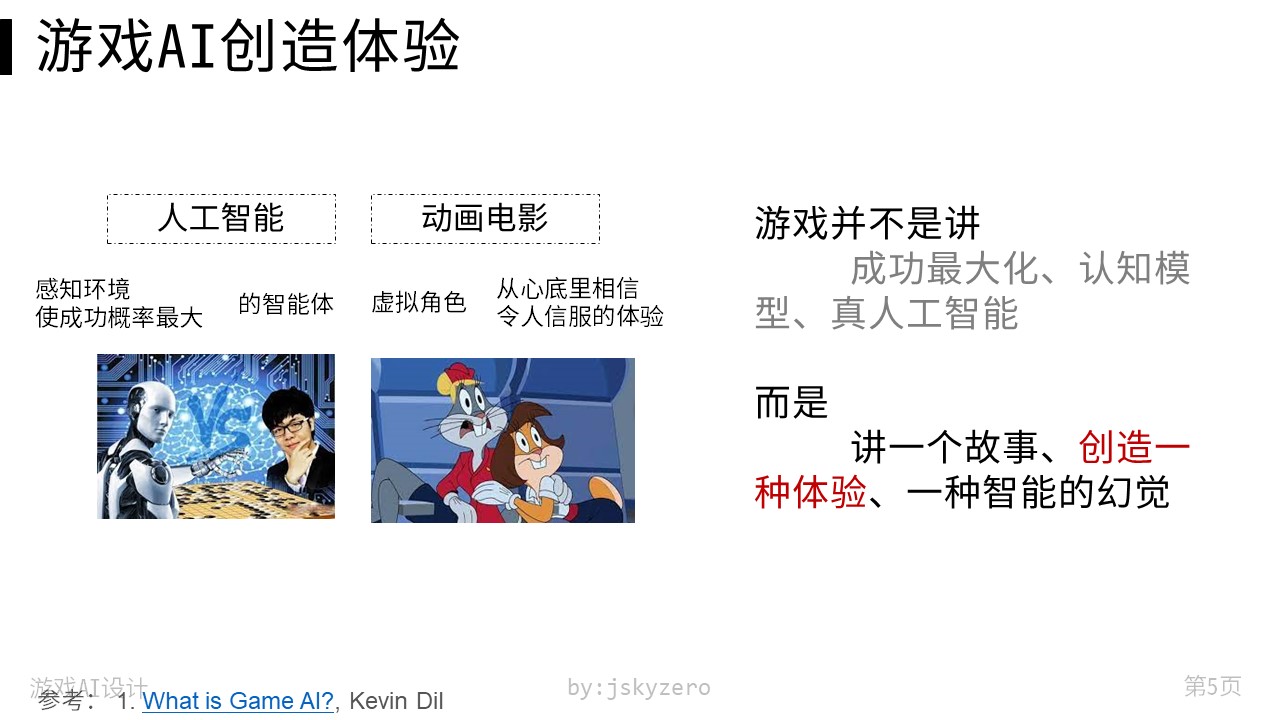 游戏AI创造体验
人工智能
动画电影
感知环境
使成功概率最大
的智能体
虚拟角色
从心底里相信
令人信服的体验
VS
游戏并不是讲
成功最大化、认知模
型、真人工智能
而是
讲一个故事、创造一
种体验、一种智能的幻觉
游戏AI设计
参考： 1. What is Game AI?, Kevin Dil
by:jskyzero
第5页